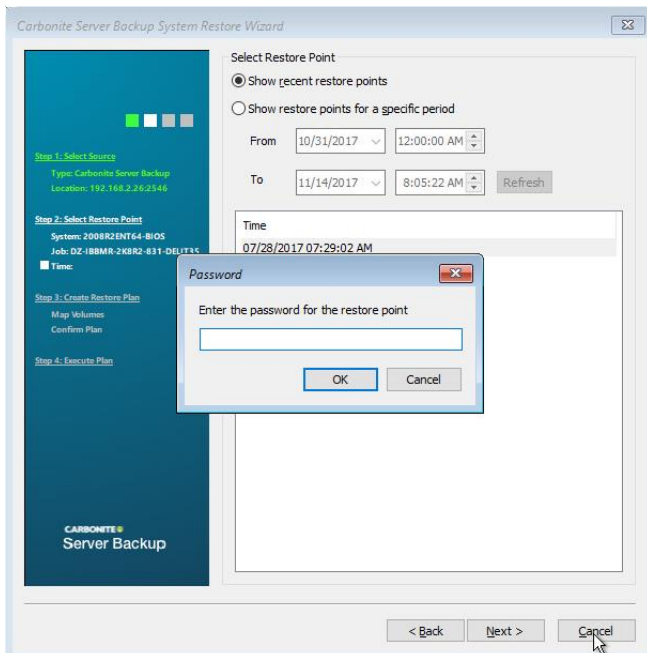 Carbonite Server Backup System Restore Wizard
Step 1: Select Source
Type: Carbonite Server Backup
Location: 192.168.2.26:2546
Step 2: Select Restore Point
System: 2008R2ENT64-BIOS
Job: DZ-IBBMR-2K8R2-831-DELIT35
Time:
Step 3: Create Restore Plan
Map Volumes
Confirm Plan
Step 4: Execute Plan
CARBONITE
Server Backup
Select Restore Point
Show recent restore points
Show restore points for a specific period
From 10/31/2017 12:00:00 AM
To 11/14/2017 8:05:22 AM Refresh
Time
07/28/2017 07:29:02 AM
Password
Enter the password for the restore point
OK Cancel
< Back Next > Cancel